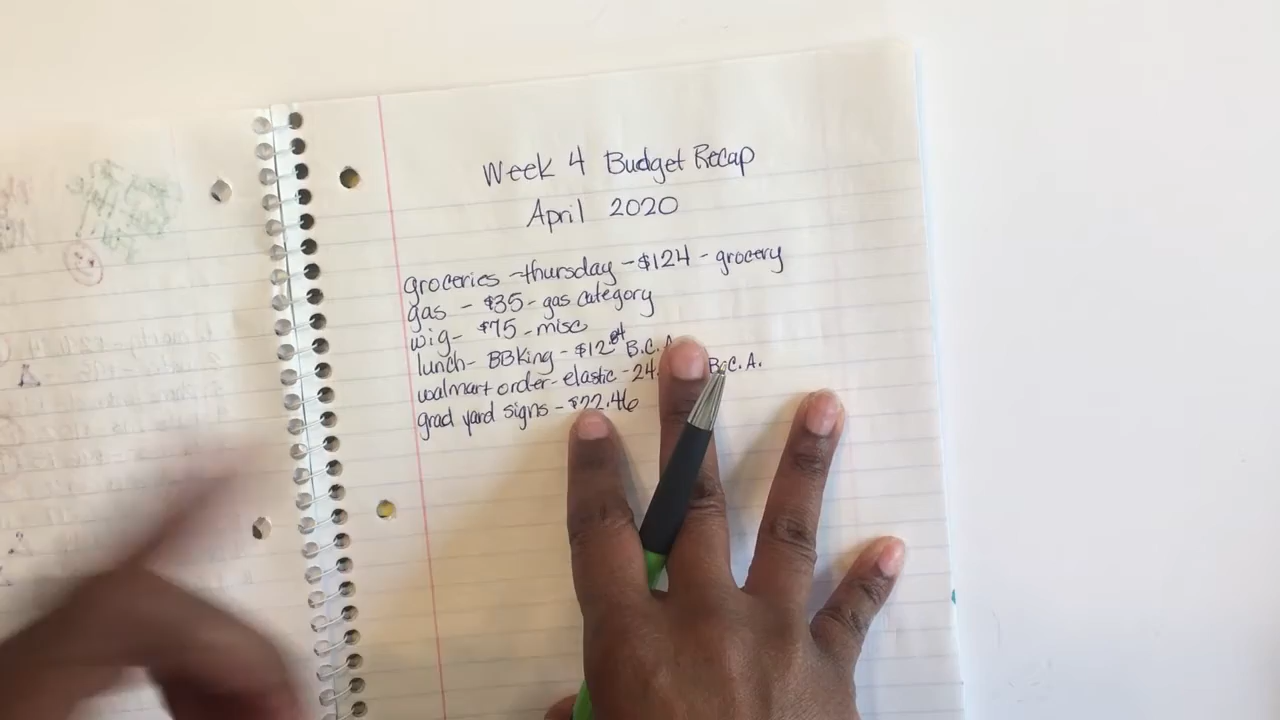 Week 4 Budget Recap
April 2020
groceries - thursday - $124 - grocery
gas - $35 - gas category
wig - $75 - misc
lunch - BBKing - $12 B.C.A
walmart order - elastic - 24. B.C.A.
grad yard signs - $22.46